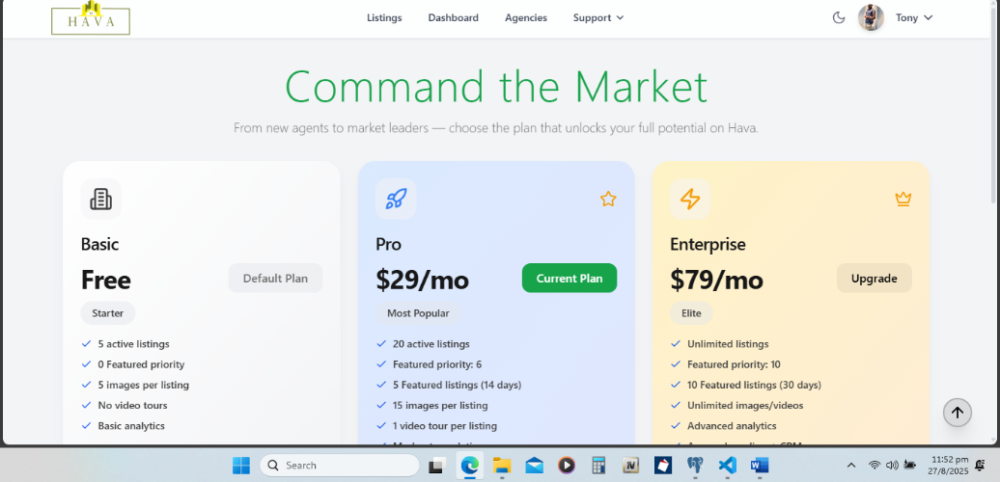 HAVA
Listings Dashboard Agencies Support Tony
Command the Market
From new agents to market leaders — choose the plan that unlocks your full potential on Hava.
Basic
Free Default Plan
Starter
5 active listings
0 Featured priority
5 images per listing
No video tours
Basic analytics
Pro
$29/mo Current Plan
Most Popular
20 active listings
Featured priority: 6
5 Featured listings (14 days)
15 images per listing
1 video tour per listing
Enterprise
$79/mo Upgrade
Elite
Unlimited listings
Featured priority: 10
10 Featured listings (30 days)
Unlimited images/videos
Advanced analytics
Search
11:52 pm
27/8/2025